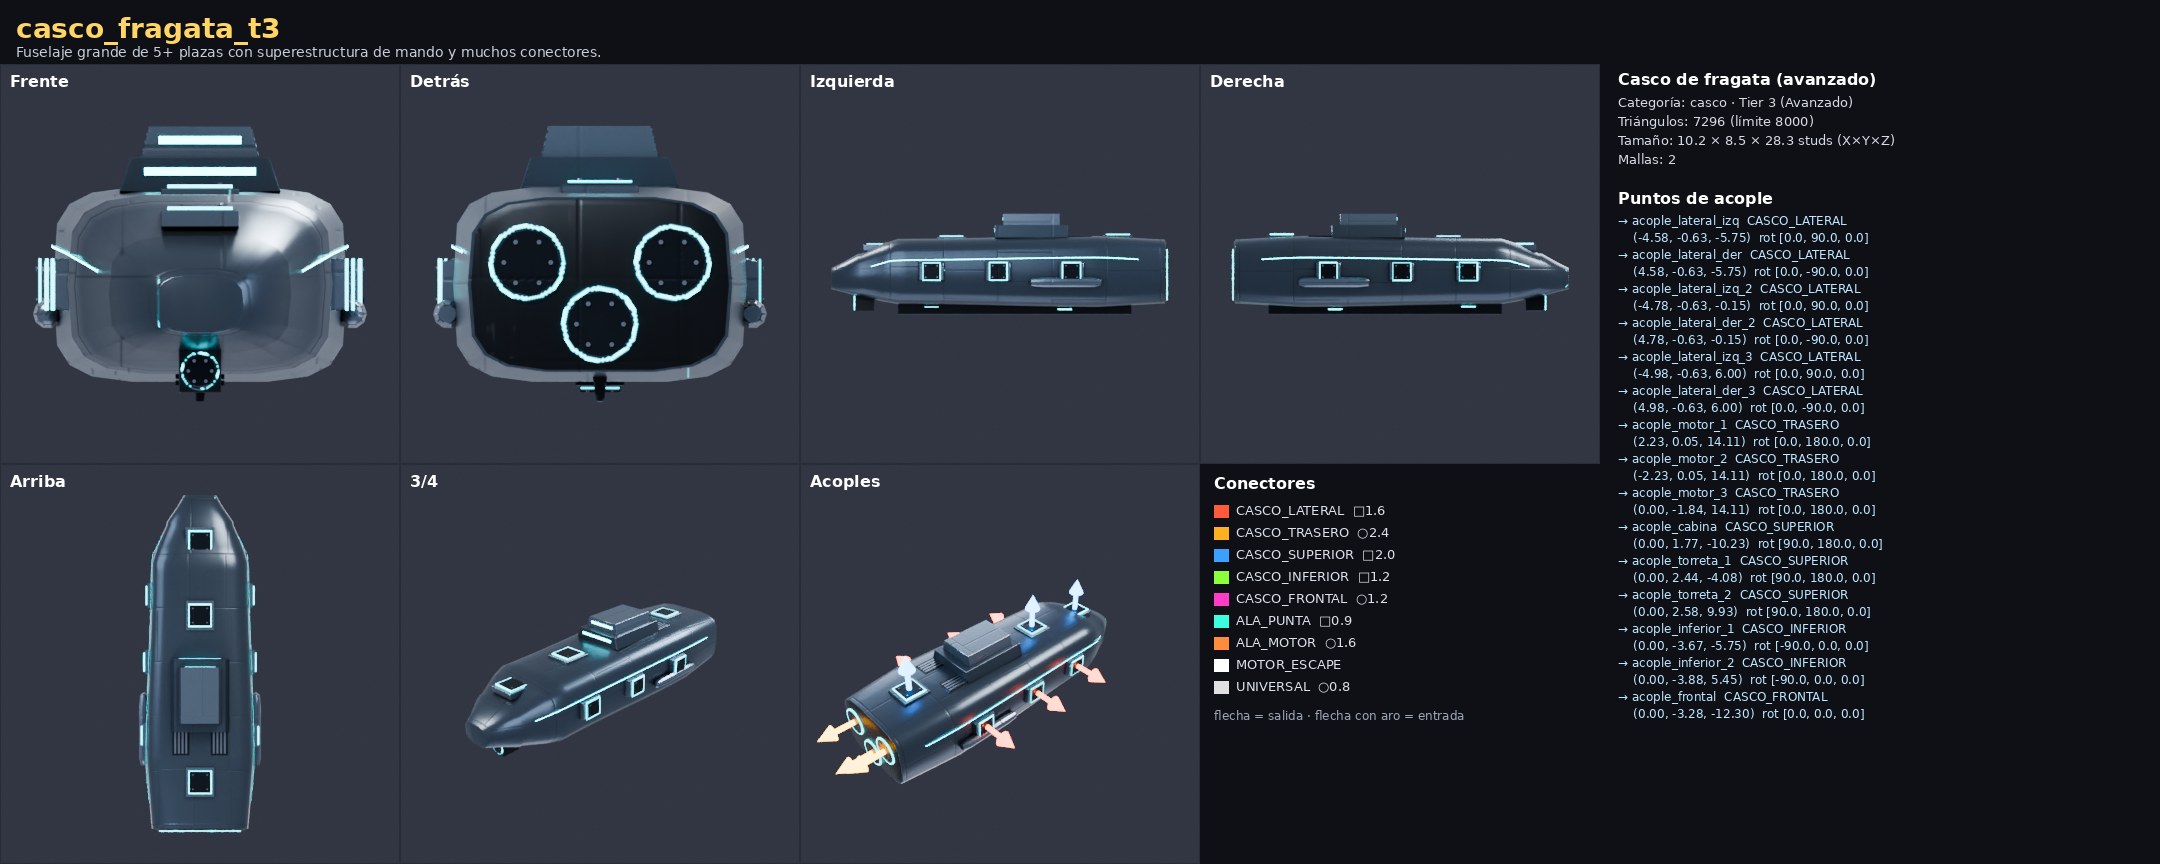 casco_fragata_t3
Fuselaje grande de 5+ plazas con superestructura de mando y muchos conectores.
Frente
Detrás
Izquierda
Derecha
Arriba
3/4
Acoples
Conectores
CASCO_LATERAL □1.6
CASCO_TRASERO ○2.4
CASCO_SUPERIOR □2.0
CASCO_INFERIOR □1.2
CASCO_FRONTAL ○1.2
ALA_PUNTA □0.9
ALA_MOTOR ○1.6
MOTOR_ESCAPE
UNIVERSAL ○0.8
flecha = salida · flecha con aro = entrada
Casco de fragata (avanzado)
Categoría: casco · Tier 3 (Avanzado)
Triángulos: 7296 (límite 8000)
Tamaño: 10.2 × 8.5 × 28.3 studs (X×Y×Z)
Mallas: 2
Puntos de acople
→ acople_lateral_izq CASCO_LATERAL
(-4.58, -0.63, -5.75) rot [0.0, 90.0, 0.0]
→ acople_lateral_der CASCO_LATERAL
(4.58, -0.63, -5.75) rot [0.0, -90.0, 0.0]
→ acople_lateral_izq_2 CASCO_LATERAL
(-4.78, -0.63, -0.15) rot [0.0, 90.0, 0.0]
→ acople_lateral_der_2 CASCO_LATERAL
(4.78, -0.63, -0.15) rot [0.0, -90.0, 0.0]
→ acople_lateral_izq_3 CASCO_LATERAL
(-4.98, -0.63, 6.00) rot [0.0, 90.0, 0.0]
→ acople_lateral_der_3 CASCO_LATERAL
(4.98, -0.63, 6.00) rot [0.0, -90.0, 0.0]
→ acople_motor_1 CASCO_TRASERO
(2.23, 0.05, 14.11) rot [0.0, 180.0, 0.0]
→ acople_motor_2 CASCO_TRASERO
(-2.23, 0.05, 14.11) rot [0.0, 180.0, 0.0]
→ acople_motor_3 CASCO_TRASERO
(0.00, -1.84, 14.11) rot [0.0, 180.0, 0.0]
→ acople_cabina CASCO_SUPERIOR
(0.00, 1.77, -10.23) rot [90.0, 180.0, 0.0]
→ acople_torreta_1 CASCO_SUPERIOR
(0.00, 2.44, -4.08) rot [90.0, 180.0, 0.0]
→ acople_torreta_2 CASCO_SUPERIOR
(0.00, 2.58, 9.93) rot [90.0, 180.0, 0.0]
→ acople_inferior_1 CASCO_INFERIOR
(0.00, -3.67, -5.75) rot [-90.0, 0.0, 0.0]
→ acople_inferior_2 CASCO_INFERIOR
(0.00, -3.88, 5.45) rot [-90.0, 0.0, 0.0]
→ acople_frontal CASCO_FRONTAL
(0.00, -3.28, -12.30) rot [0.0, 0.0, 0.0]